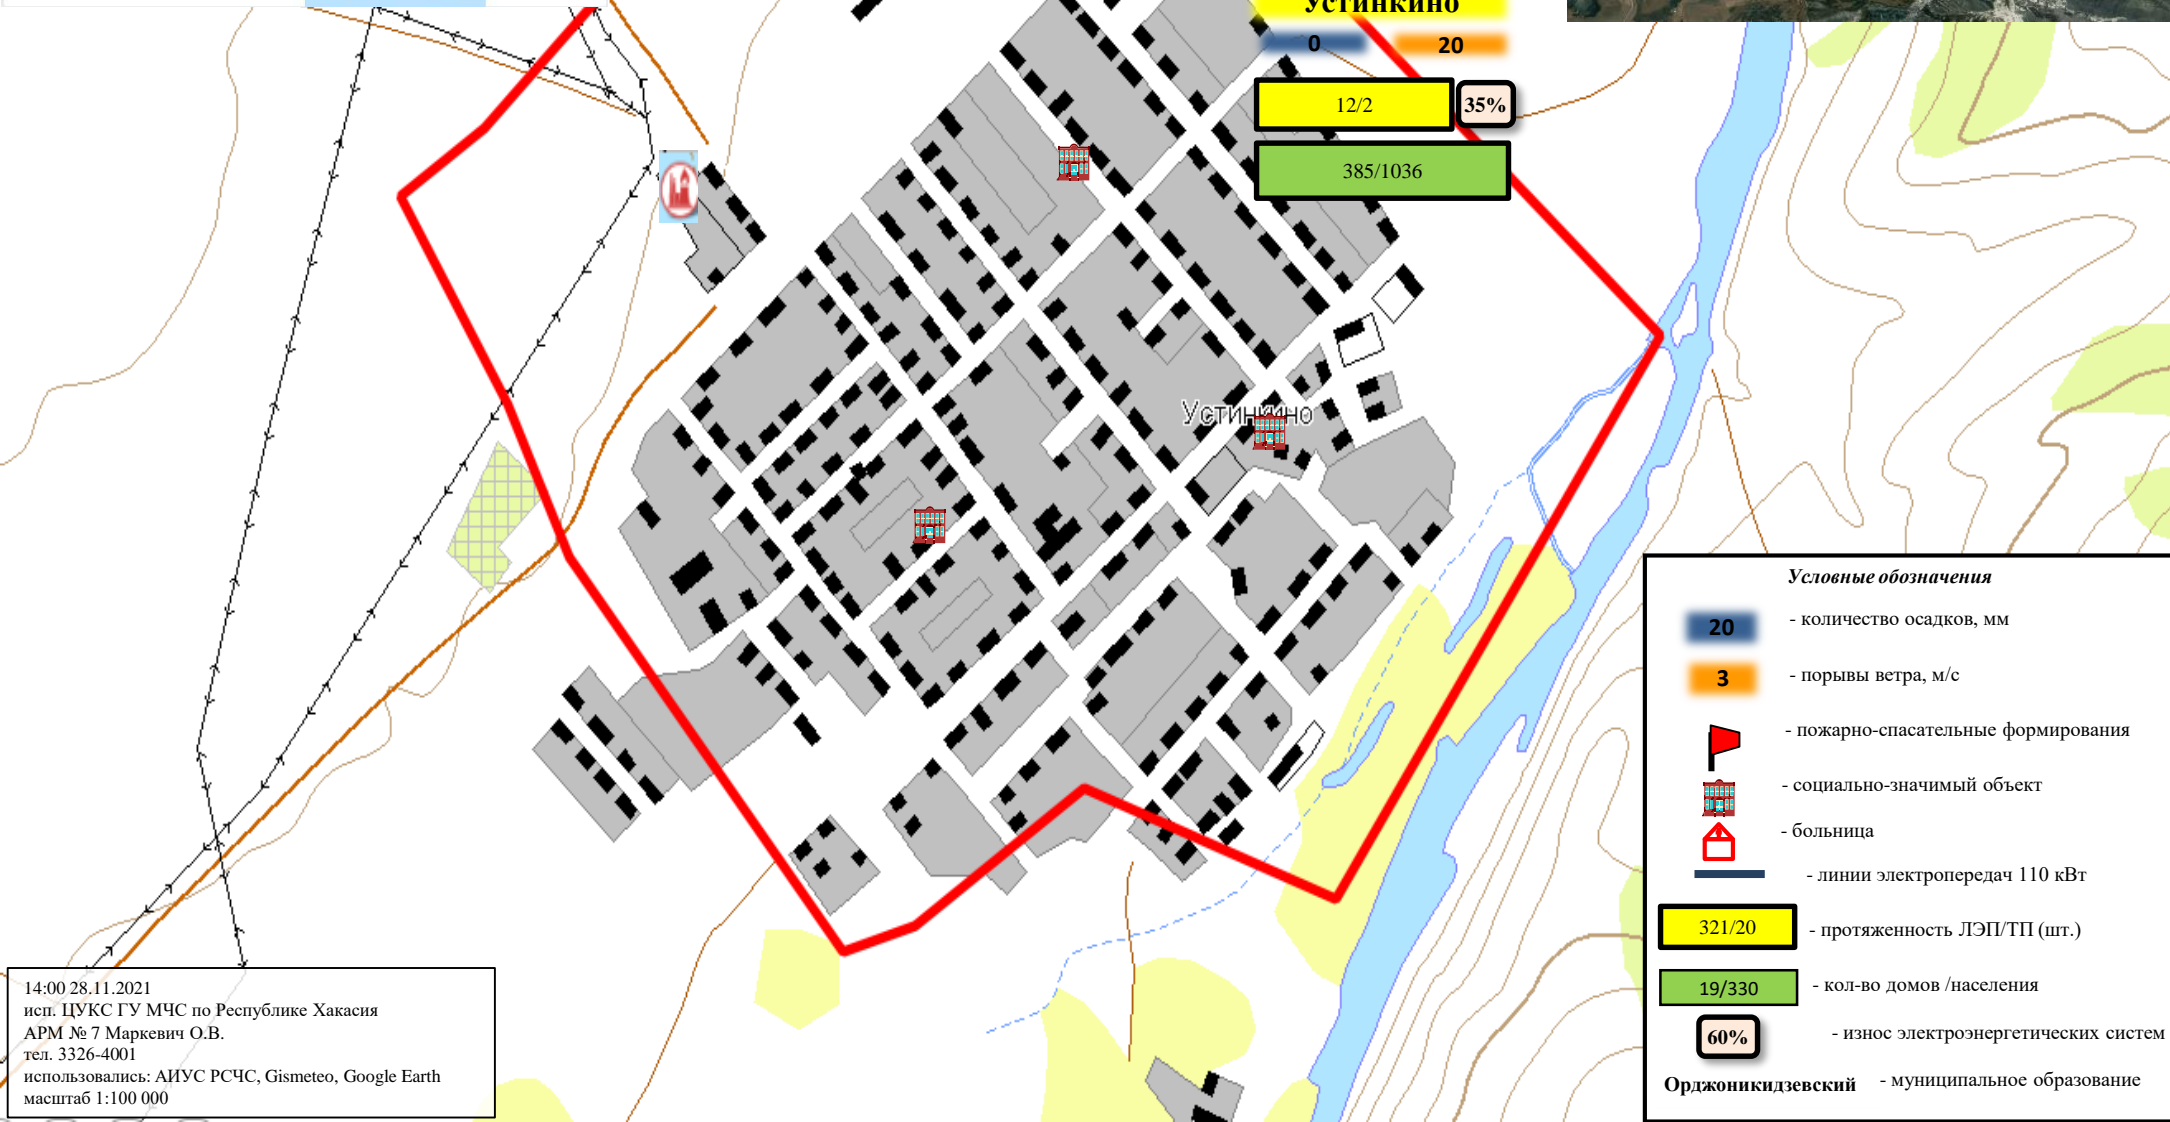 Устинкино
0
20
12/2
35%
385/1036
Устинкино
Условные обозначения
20 - количество осадков, мм
3 - порывы ветра, м/с
- пожарно-спасательные формирования
- социально-значимый объект
- больница
- линии электропередач 110 кВт
321/20 - протяженность ЛЭП/ТП (шт.)
19/330 - кол-во домов /населения
60% - износ электроэнергетических систем
Орджоникидзевский - муниципальное образование
14:00 28.11.2021
исп. ЦУКС ГУ МЧС по Республике Хакасия
АРМ № 7 Маркевич О.В.
тел. 3326-4001
использовались: АИУС РСЧС, Gismeteo, Google Earth
масштаб 1:100 000